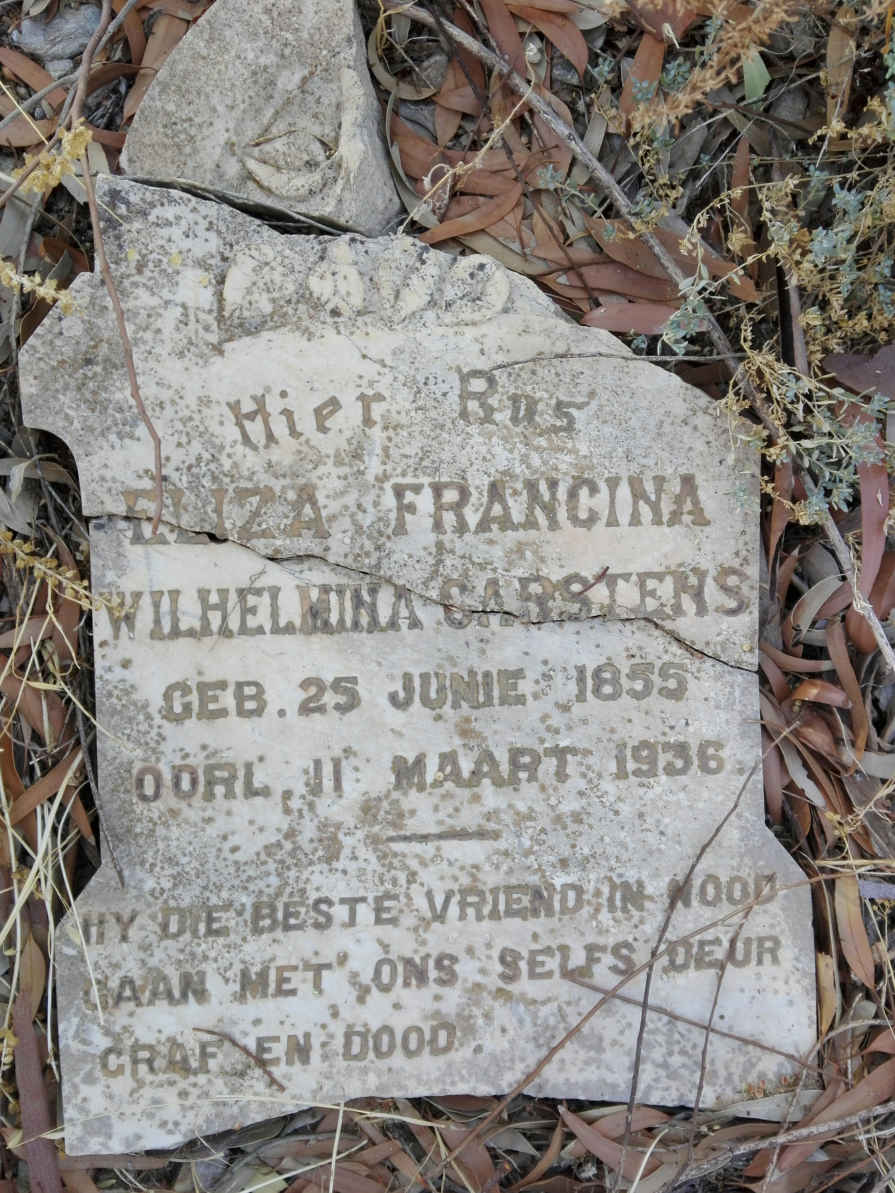 Hier Rus
ELIZA FRANCINA
WILHELMINA CARSTENS
GEB. 25 JUNIE 1855
OORL. 11 MAART 1936
HY DIE BESTE VRIEND IN NOOD
GAAN MET ONS SELFS DEUR
GRAF EN DOOD.